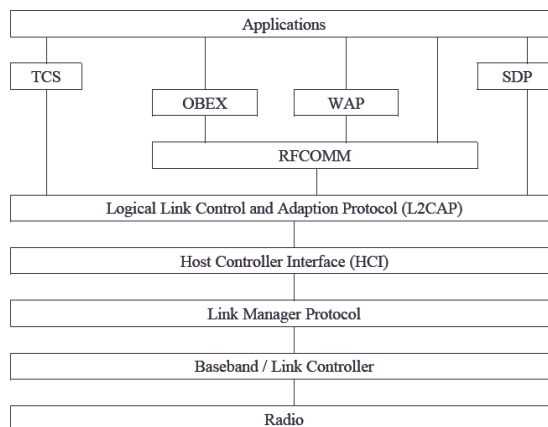 Applications
TCS
SDP
OBEX
WAP
RFCOMM
Logical Link Control and Adaption Protocol (L2CAP)
Host Controller Interface (HCI)
Link Manager Protocol
Baseband / Link Controller
Radio